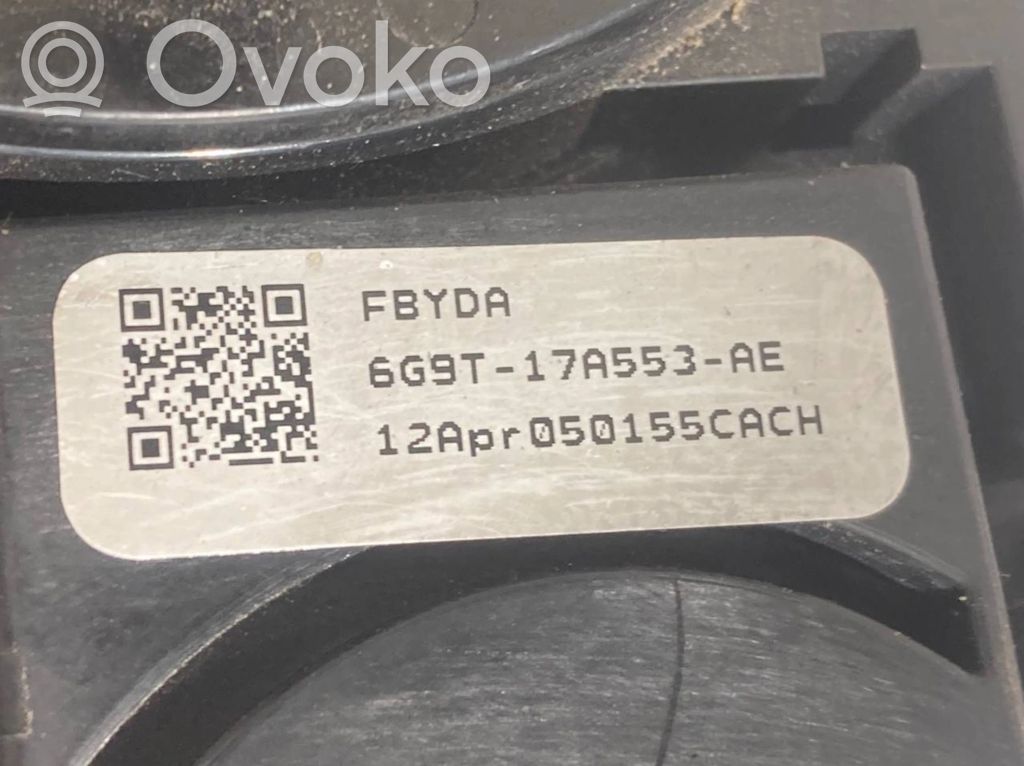 Ovoko
FBYDA
6G9T-17A553-AE
12Apr050155CACH